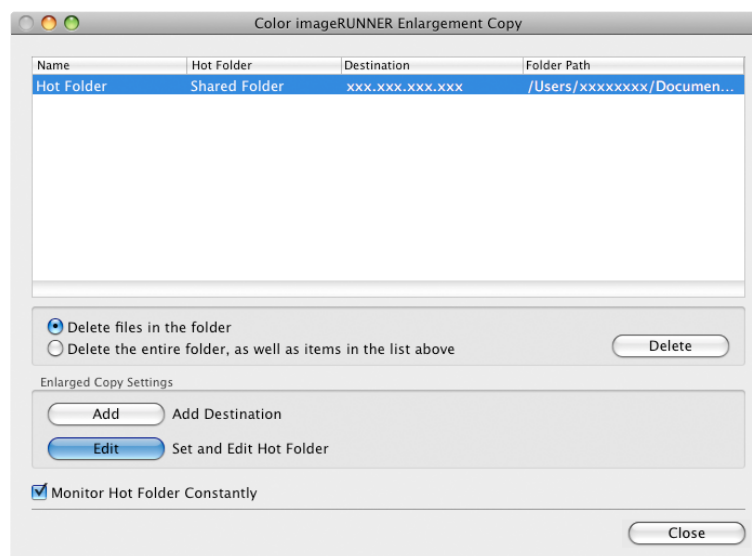 Color imageRUNNER Enlargement Copy
Name Hot Folder Destination Folder Path
Hot Folder Shared Folder xxx.xxx.xxx.xxx /Users/xxxxxxxx/Documen...
Delete files in the folder
Delete the entire folder, as well as items in the list above Delete
Enlarged Copy Settings
Add Add Destination
Edit Set and Edit Hot Folder
Monitor Hot Folder Constantly
Close